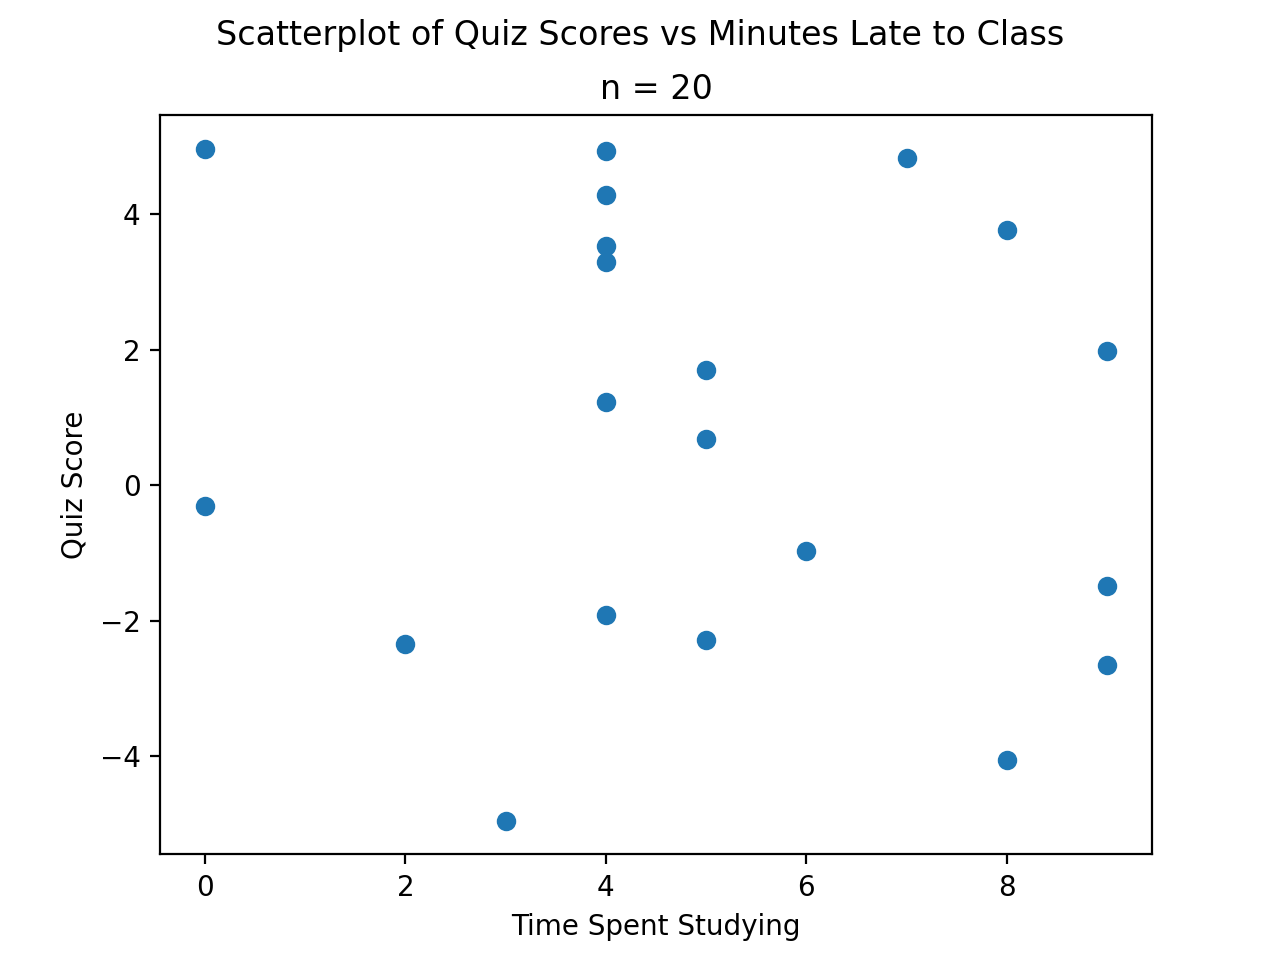 Scatterplot of Quiz Scores vs Minutes Late to Class
n = 20
4
2
0
−2
−4
Quiz Score
0 2 4 6 8
Time Spent Studying